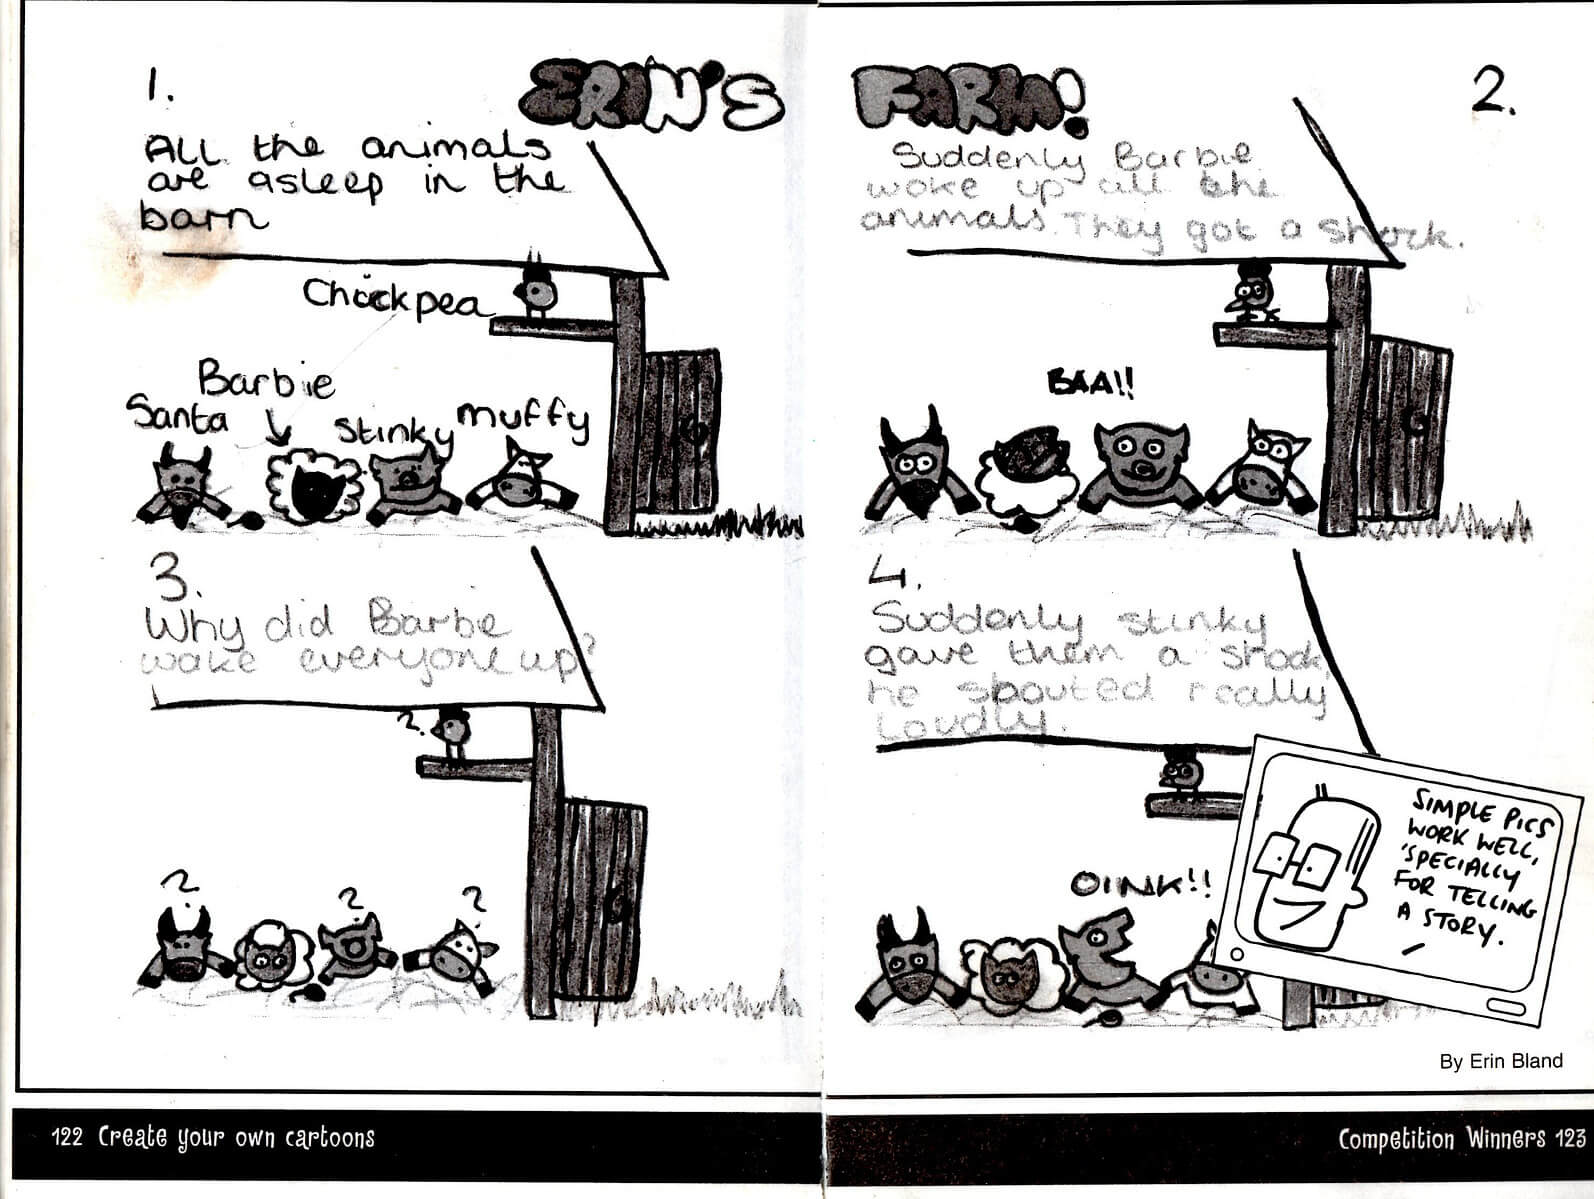 ERIN'S FARM!
1.
ALL the animals
are asleep in the
barn
Chickpea
Barbie
Santa
Stinky
Muffy
2.
Suddenly Barbie
woke up all the
animals. They got a shock.
BAA!!
3.
Why did Barbie
wake everyone up?
?
?
?
?
4.
Suddenly stinky
gave them a shock,
he shouted really
Loudly.
OINK!!
SIMPLE PICS
WORK WELL,
'SPECIALLY
FOR TELLING
A STORY.
By Erin Bland
122 Create your own cartoons
Competition Winners 123